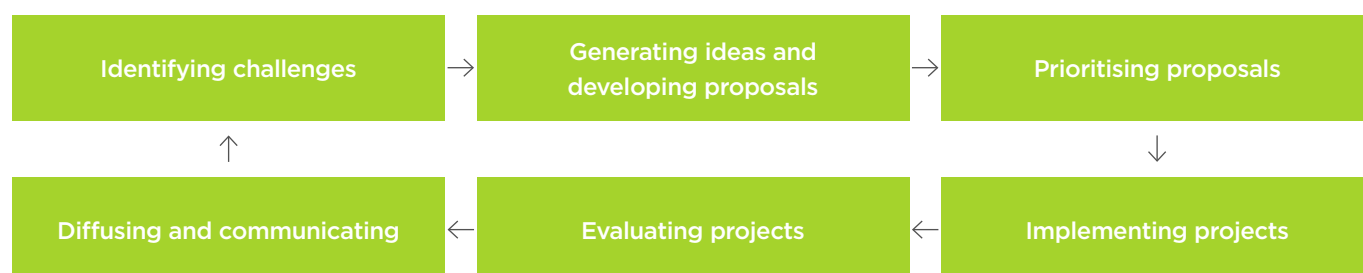 Identifying challenges
Generating ideas and
developing proposals
Prioritising proposals
Diffusing and communicating
Evaluating projects
Implementing projects